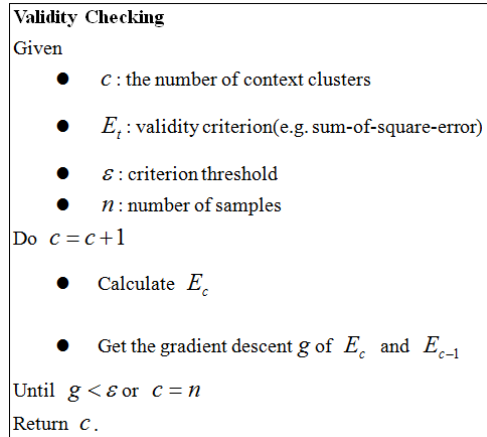 Validity Checking
Given
● c : the number of context clusters
● E_t : validity criterion(e.g. sum-of-square-error)
● ε : criterion threshold
● n : number of samples
Do c = c+1
● Calculate E_c
● Get the gradient descent g of E_c and E_{c-1}
Until g < ε or c = n
Return c .